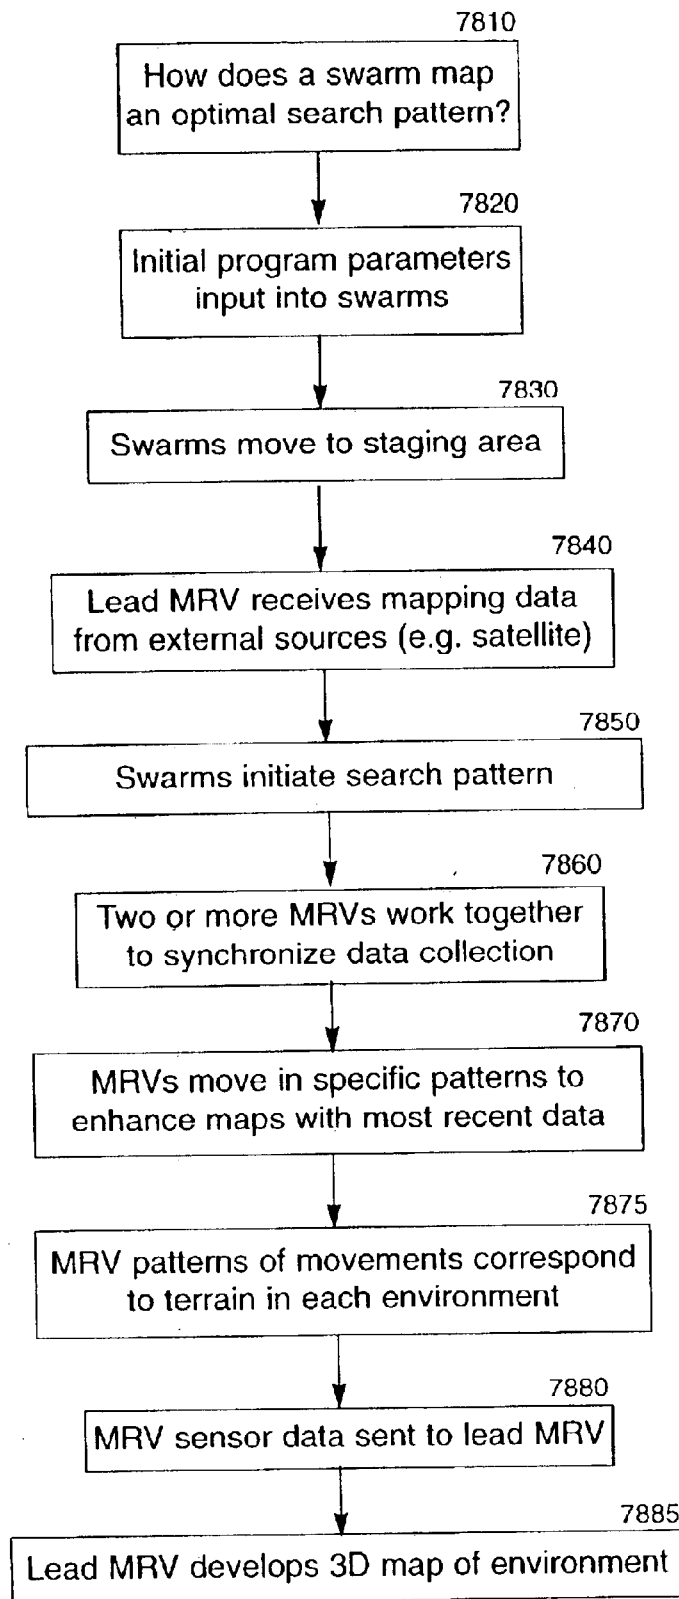 7810
How does a swarm map
an optimal search pattern?
7820
Initial program parameters
input into swarms
7830
Swarms move to staging area
7840
Lead MRV receives mapping data
from external sources (e.g. satellite)
7850
Swarms initiate search pattern
7860
Two or more MRVs work together
to synchronize data collection
7870
MRVs move in specific patterns to
enhance maps with most recent data
7875
MRV patterns of movements correspond
to terrain in each environment
7880
MRV sensor data sent to lead MRV
7885
Lead MRV develops 3D map of environment